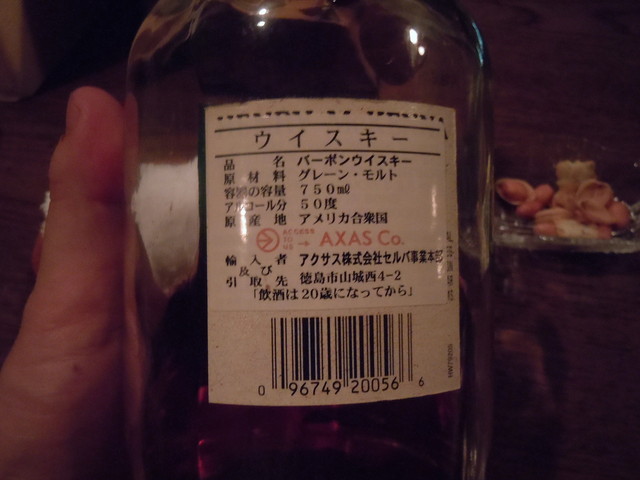 ウイスキー
品名 バーボンウイスキー
原材料 グレーン・モルト
容器の容量 750㎖
アルコール分 50度
原産地 アメリカ合衆国
ACCESS TO US → AXAS Co.
輸入者 アクサス株式会社セルバ事業本部
及び
引取先 徳島市山城西4-2
「飲酒は20歳になってから」
0 96749 20056 6